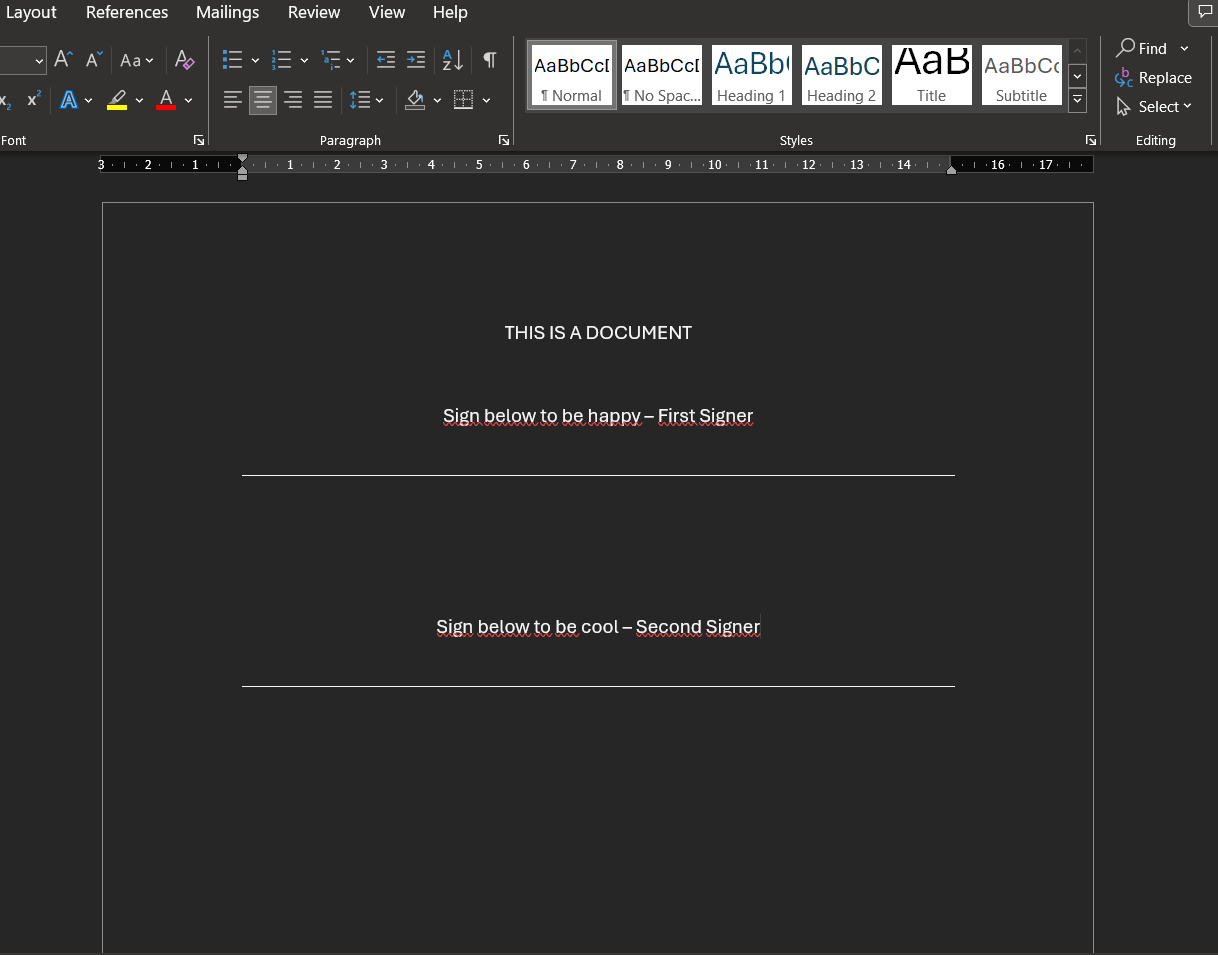 Layout References Mailings Review View Help
Aa
A
Find
Replace
Select
AaBbCcD ¶ Normal
AaBbCcD ¶ No Spac...
AaBb Heading 1
AaBbC Heading 2
AaB Title
AaBbCc Subtitle
Font Paragraph Styles Editing
3 2 1 1 2 3 4 5 6 7 8 9 10 11 12 13 14 16 17
THIS IS A DOCUMENT
Sign below to be happy – First Signer
Sign below to be cool – Second Signer